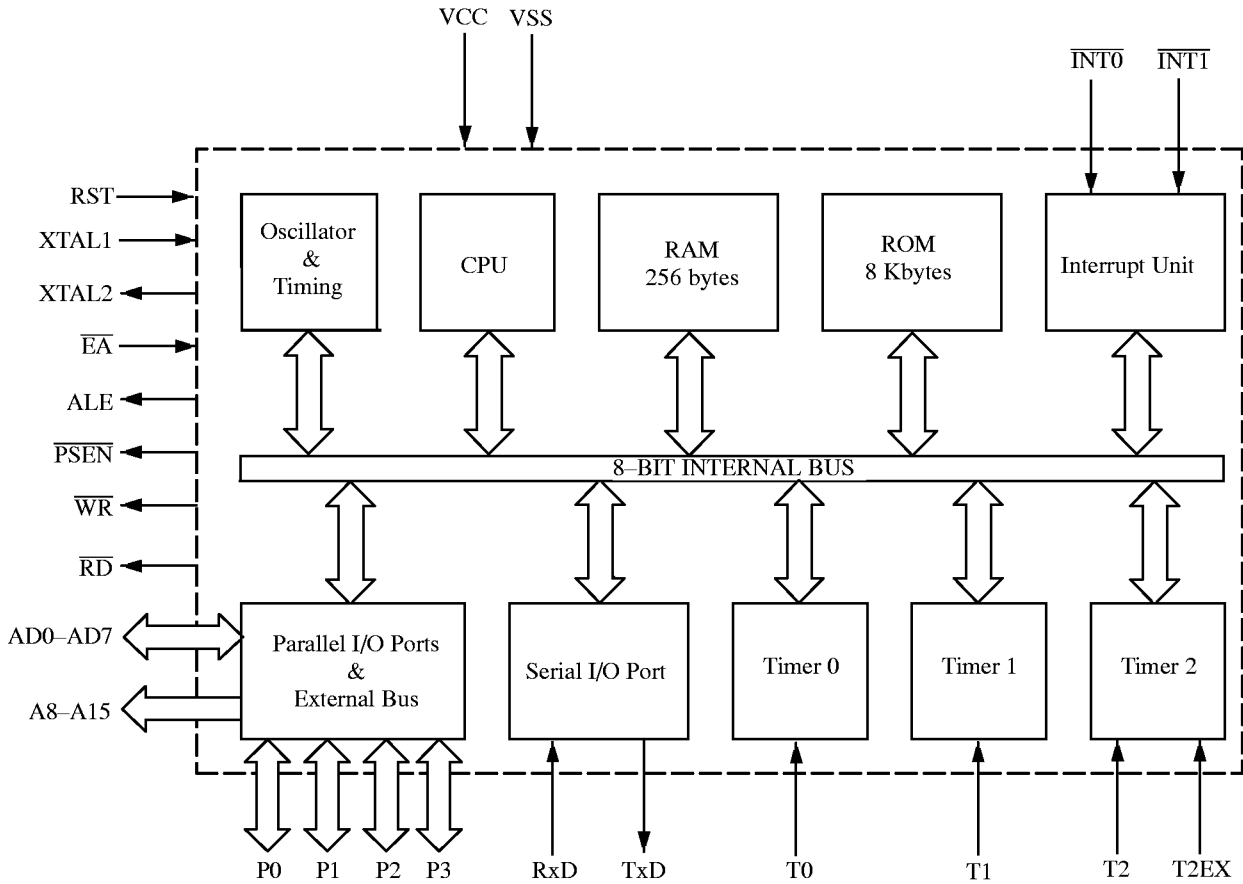 VCC VSS
INT0 INT1
RST
XTAL1
XTAL2
EA
ALE
PSEN
WR
RD
AD0–AD7
A8–A15
Oscillator
&
Timing
CPU
RAM
256 bytes
ROM
8 Kbytes
Interrupt Unit
8–BIT INTERNAL BUS
Parallel I/O Ports
&
External Bus
Serial I/O Port
Timer 0
Timer 1
Timer 2
P0 P1 P2 P3 RxD TxD T0 T1 T2 T2EX